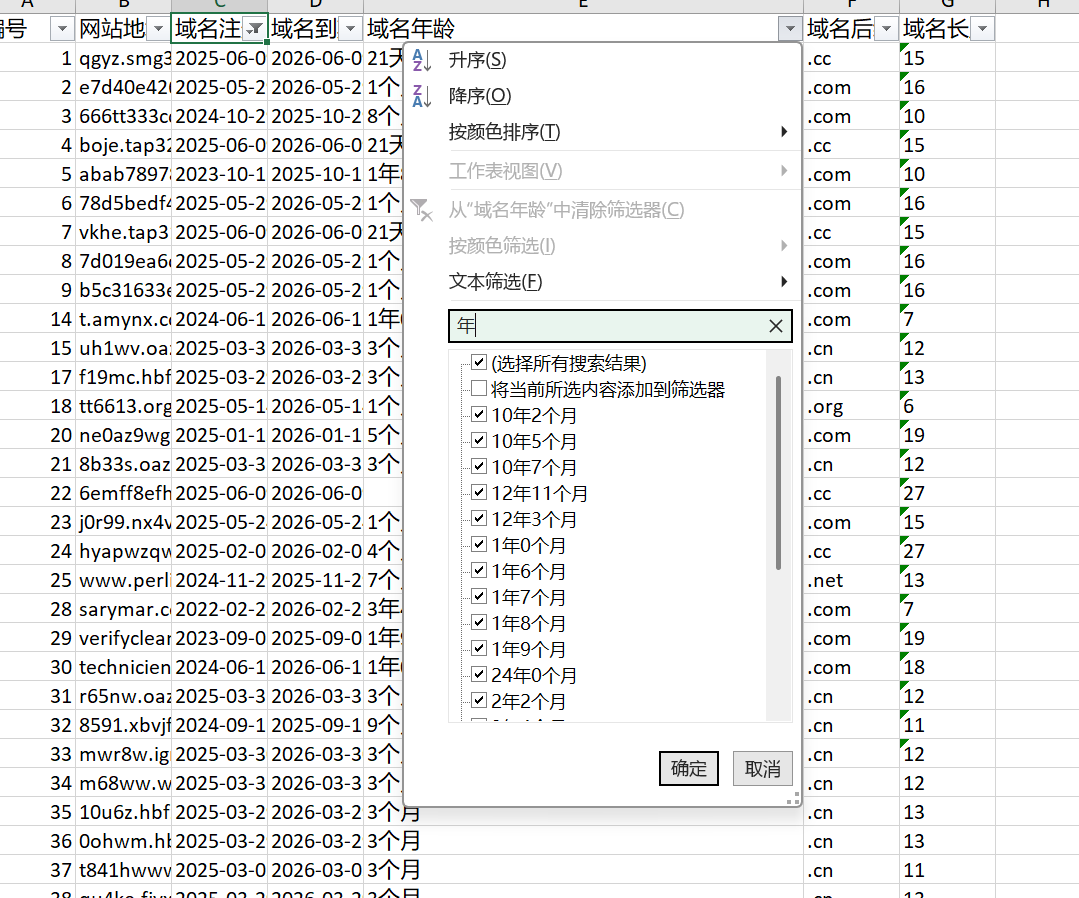 A B C D E F G H
编号 网站地 域名注 域名到 域名年龄 域名后 域名长
1 qgyz.smg3 2025-06-0 2026-06-0 21天 .cc 15
2 e7d40e42 2025-05-2 2026-05-2 1个 .com 16
3 666tt333c 2024-10-2 2025-10-2 8个 .com 10
4 boje.tap32 2025-06-0 2026-06-0 21天 .cc 15
5 abab7897 2023-10-1 2025-10-1 1年 .com 10
6 78d5bedf4 2025-05-2 2026-05-2 1个 .com 16
7 vkhe.tap3 2025-06-0 2026-06-0 21天 .cc 15
8 7d019ea6 2025-05-2 2026-05-2 1个 .com 16
9 b5c31633 2025-05-2 2026-05-2 1个 .com 16
14 t.amynx.c 2024-06-1 2026-06-1 1年 .com 7
15 uh1wv.oa 2025-03-3 2026-03-3 3个 .cn 12
17 f19mc.hbf 2025-03-2 2026-03-2 3个 .cn 13
18 tt6613.org 2025-05-1 2026-05-1 1个 .org 6
20 ne0az9wg 2025-01-1 2026-01-1 5个 .com 19
21 8b33s.oaz 2025-03-3 2026-03-3 3个 .cn 12
22 6emff8efh 2025-06-0 2026-06-0 .cc 27
23 j0r99.nx4v 2025-05-2 2026-05-2 1个 .com 15
24 hyapwzqw 2025-02-0 2026-02-0 4个 .cc 27
25 www.perli 2024-11-2 2025-11-2 7个 .net 13
28 sarymar.c 2022-02-2 2026-02-2 3年 .com 7
29 verifyclear 2023-09-0 2025-09-0 1年 .com 19
30 technicien 2024-06-1 2026-06-1 1年 .com 18
31 r65nw.oaz 2025-03-3 2026-03-3 3个 .cn 12
32 8591.xbvjf 2024-09-1 2025-09-1 9个 .cn 11
33 mwr8w.ig 2025-03-3 2026-03-3 3个 .cn 12
34 m68ww.w 2025-03-3 2026-03-3 3个 .cn 12
35 10u6z.hbf 2025-03-2 2026-03-2 3个月 .cn 13
36 0ohwm.hb 2025-03-2 2026-03-2 3个月 .cn 13
37 t841hwwv 2025-03-0 2026-03-0 3个月 .cn 11
升序(S)
降序(O)
按颜色排序(T)
工作表视图(V)
从“域名年龄”中清除筛选器(C)
按颜色筛选(I)
文本筛选(F)
年
(选择所有搜索结果)
将当前所选内容添加到筛选器
10年2个月
10年5个月
10年7个月
12年11个月
12年3个月
1年0个月
1年6个月
1年7个月
1年8个月
1年9个月
24年0个月
2年2个月
确定 取消